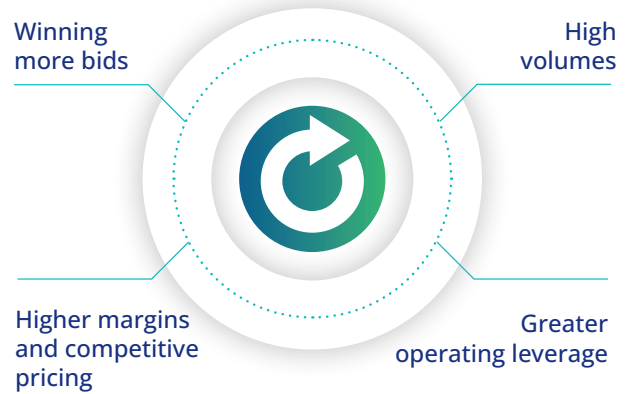 Winning
more bids
High
volumes
Higher margins
and competitive
pricing
Greater
operating leverage